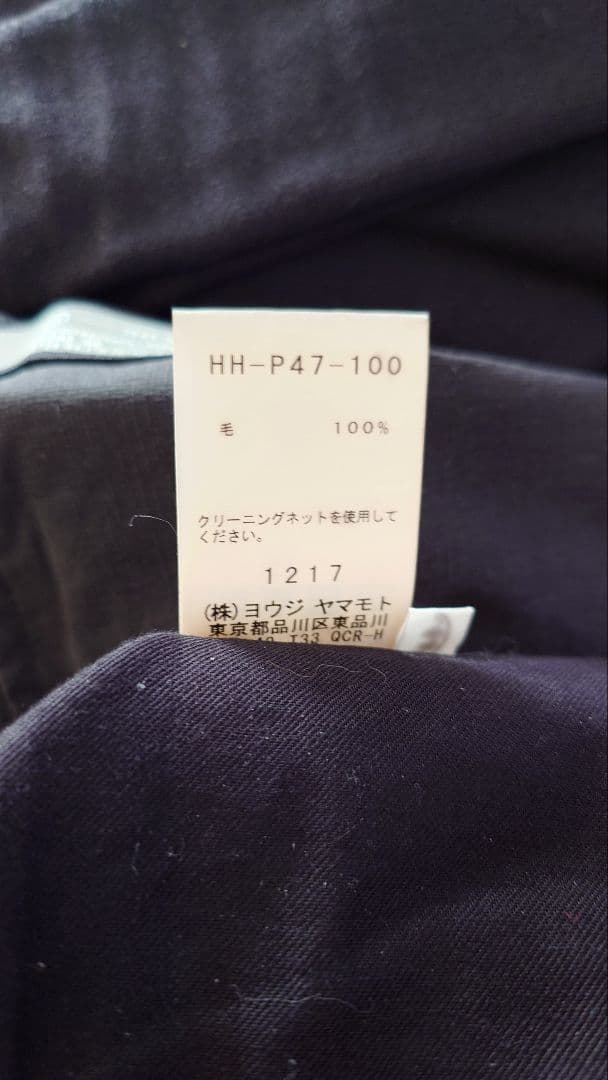 HH-P47-100
毛 100%
クリーニングネットを使用して
ください。
1217
(株)ヨウジ ヤマモト
東京都品川区東品川
T33 QCR-H